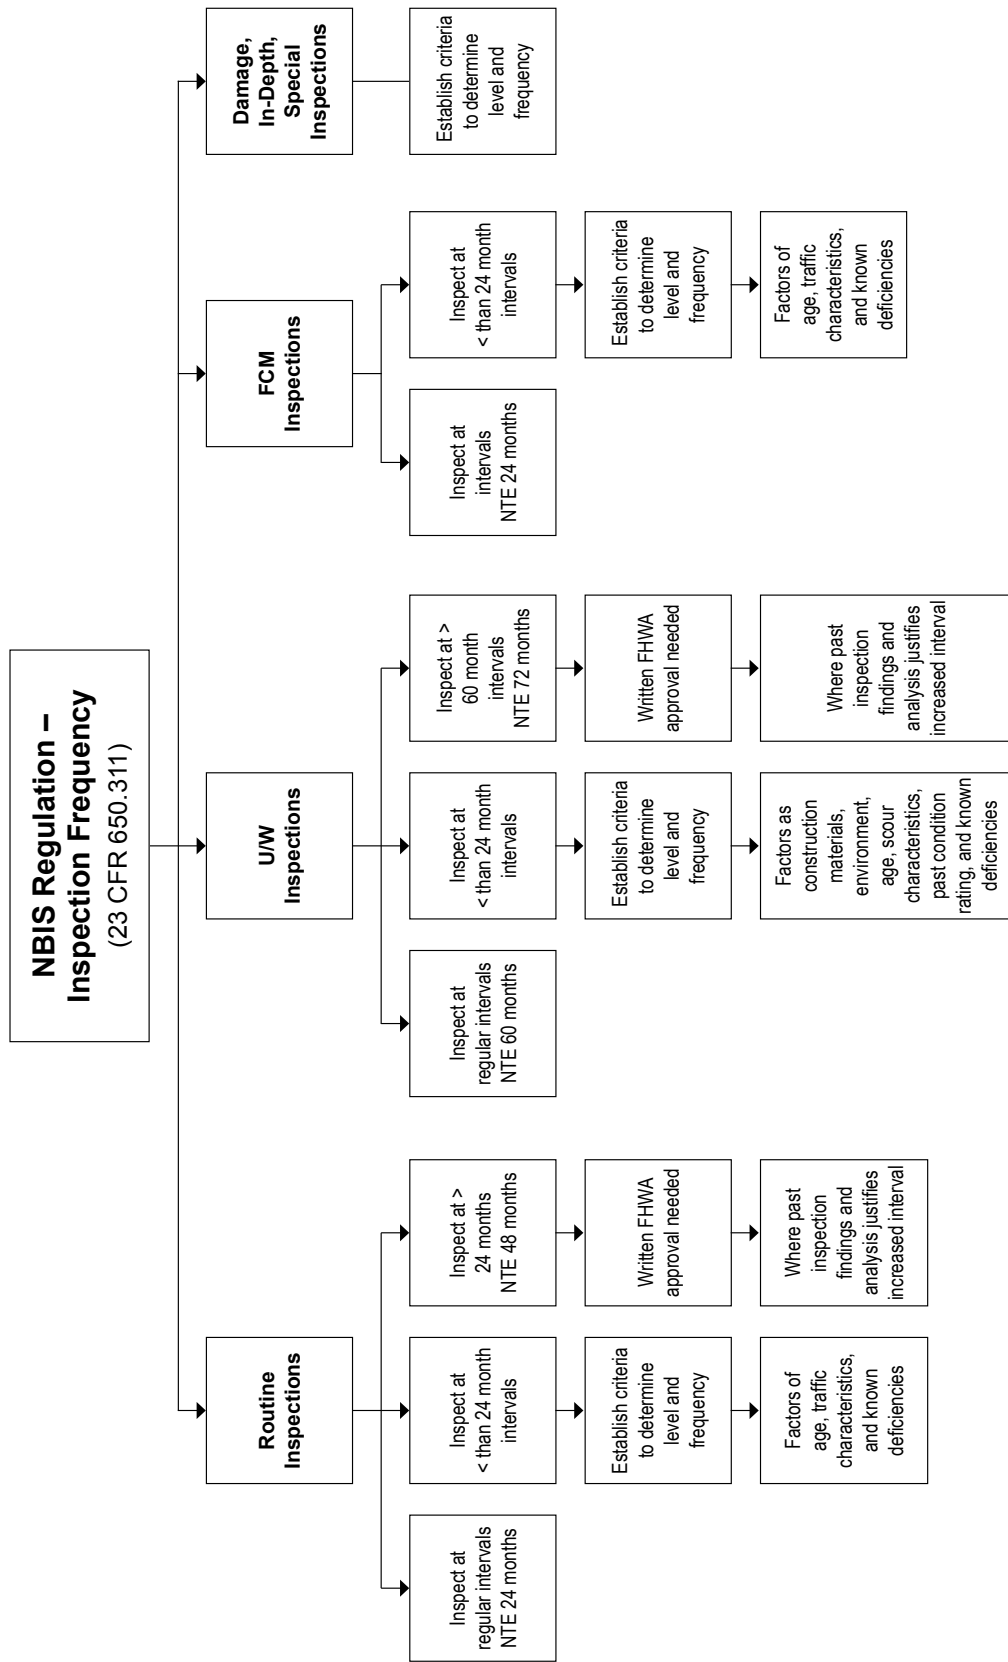 NBIS Regulation –
Inspection Frequency
(23 CFR 650.311)
Routine
Inspections
U/W
Inspections
FCM
Inspections
Damage,
In-Depth,
Special
Inspections
Inspect at
regular intervals
NTE 24 months
Inspect at
< than 24 month
intervals
Inspect at >
24 months
NTE 48 months
Inspect at
regular intervals
NTE 60 months
Inspect at
< than 24 month
intervals
Inspect at >
60 month
intervals
NTE 72 months
Inspect at
intervals
NTE 24 months
Inspect at
< than 24 month
intervals
Establish criteria
to determine
level and
frequency
Establish criteria
to determine
level and
frequency
Written FHWA
approval needed
Establish criteria
to determine
level and
frequency
Written FHWA
approval needed
Establish criteria
to determine
level and
frequency
Factors of
age, traffic
characteristics,
and known
deficiencies
Where past
inspection
findings and
analysis justifies
increased interval
Factors as
construction
materials,
environment,
age, scour
characteristics,
past condition
rating, and known
deficiencies
Where past
inspection
findings and
analysis justifies
increased interval
Factors of
age, traffic
characteristics,
and known
deficiencies